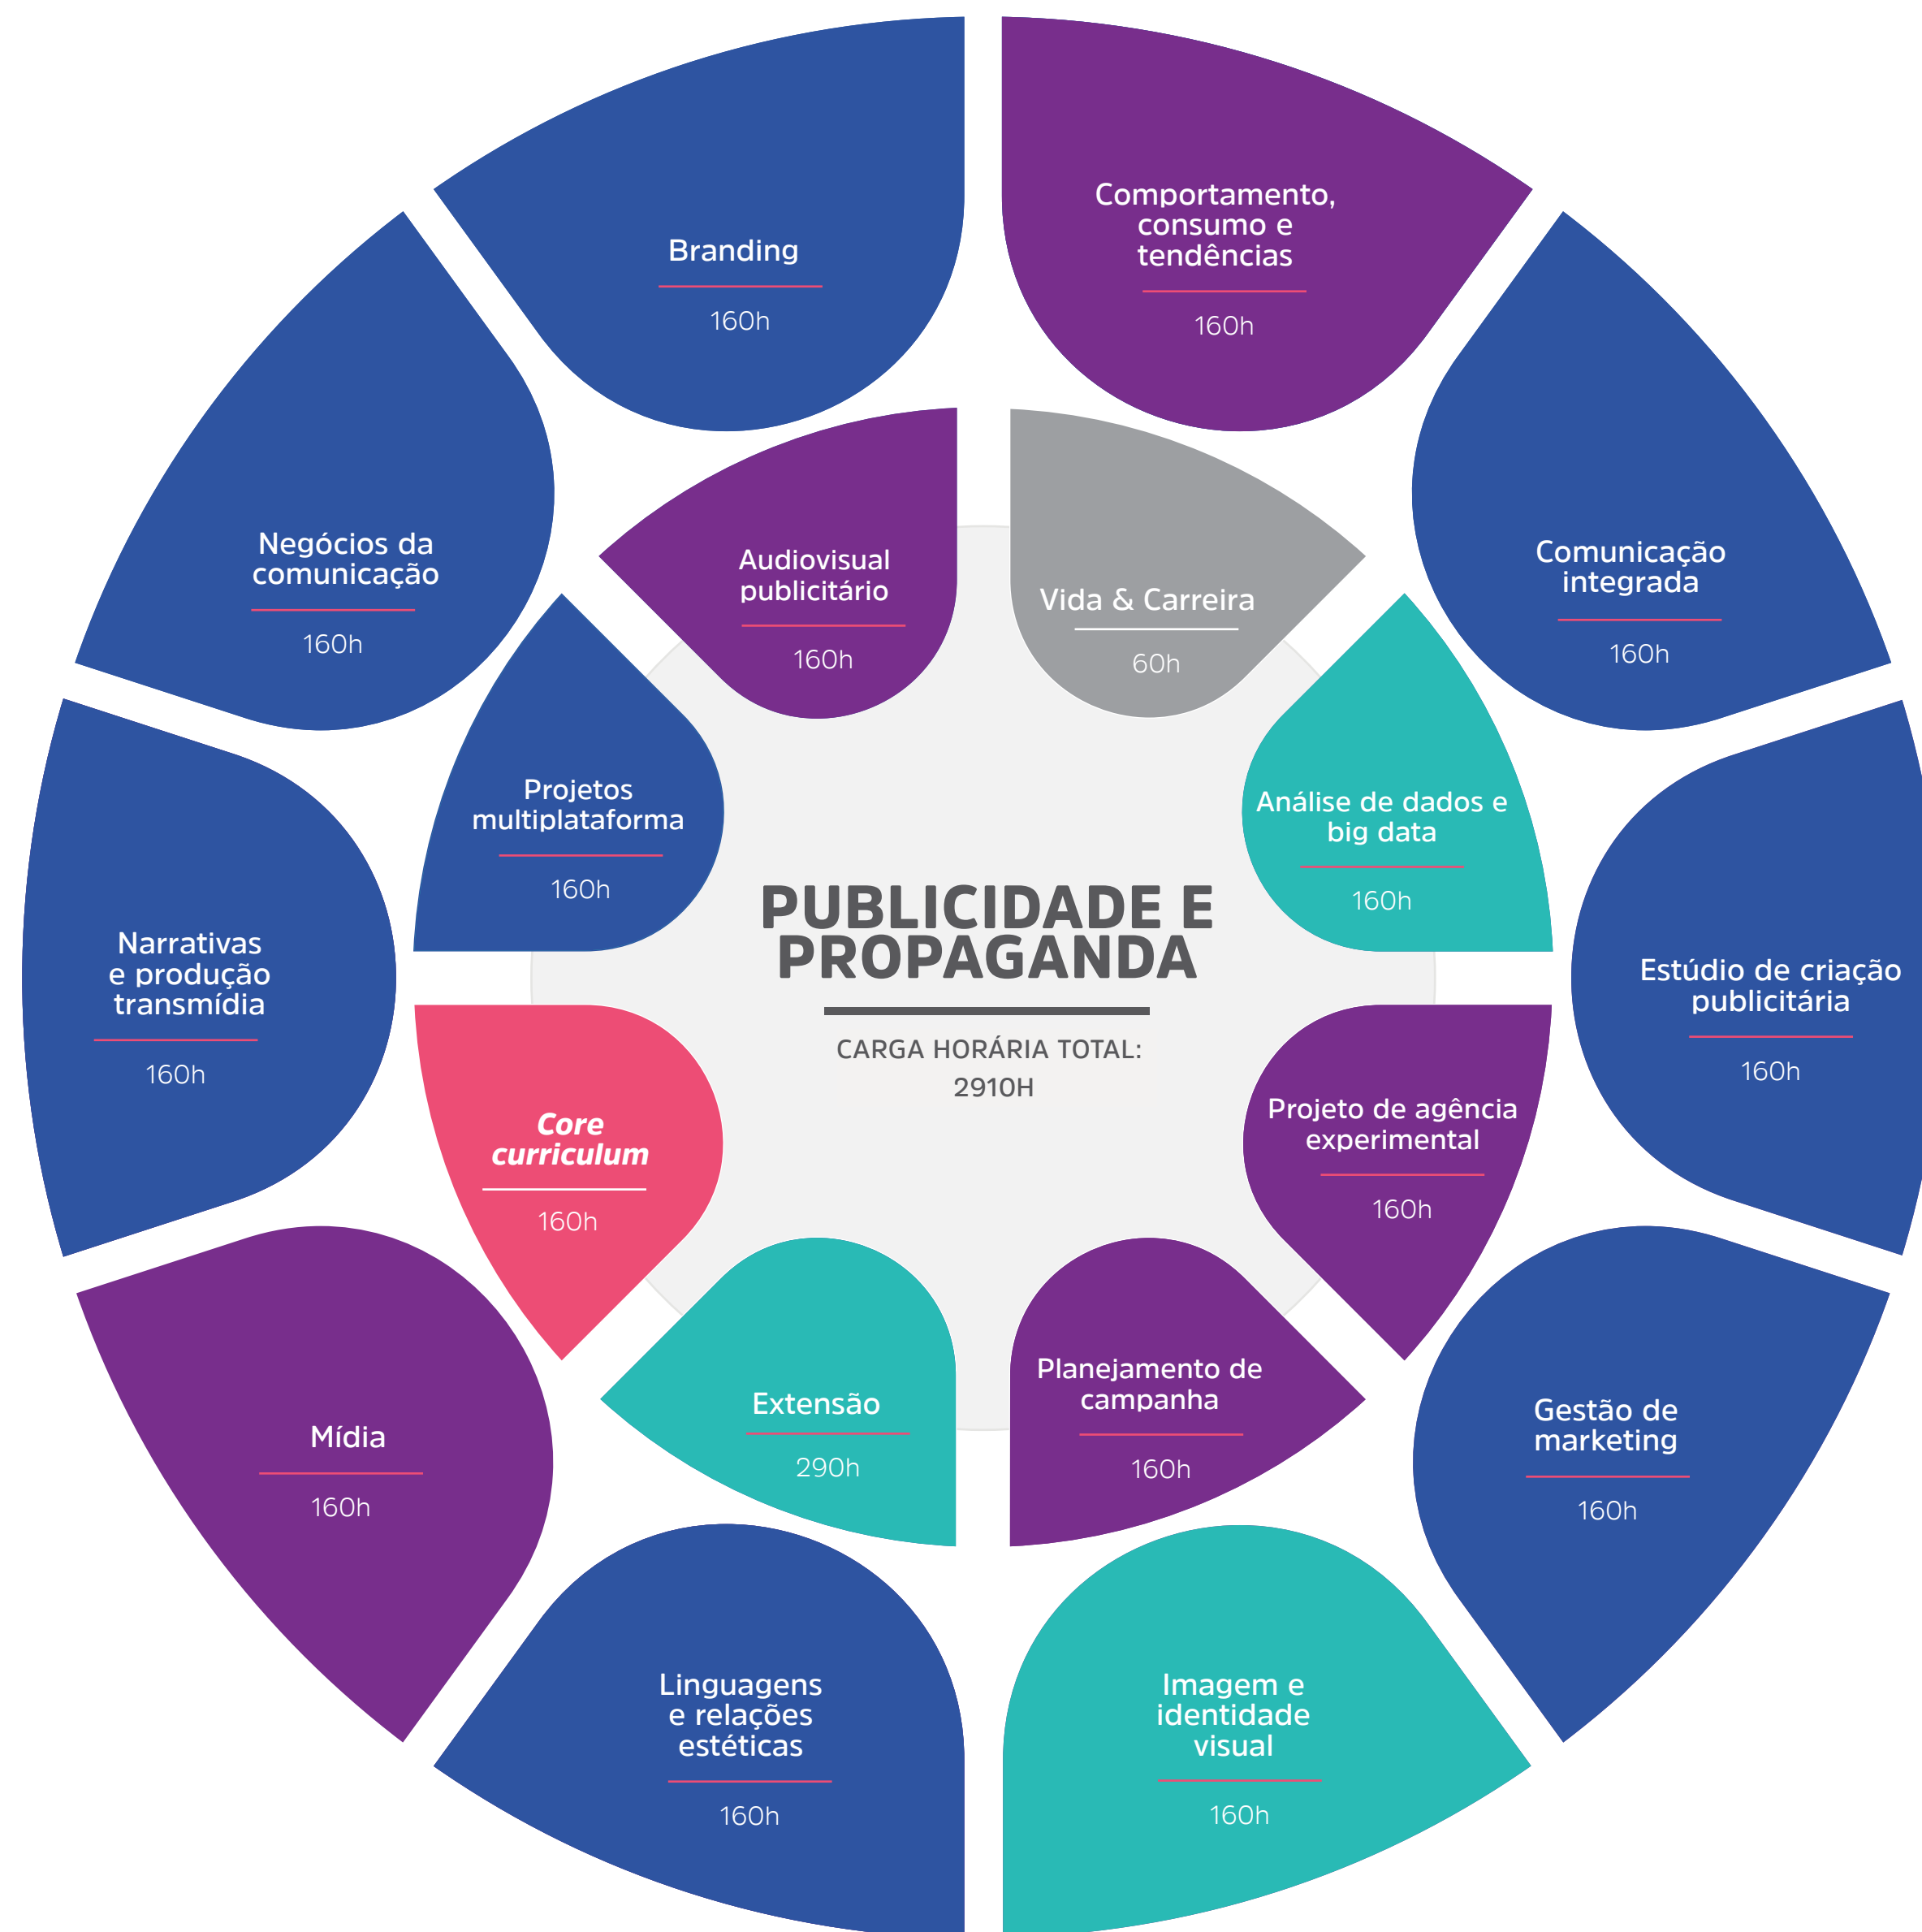 Branding
160h
Comportamento,
consumo e
tendências
160h
Comunicação
integrada
160h
Estúdio de criação
publicitária
160h
Gestão de
marketing
160h
Imagem e
identidade
visual
160h
Linguagens
e relações
estéticas
160h
Mídia
160h
Narrativas
e produção
transmídia
160h
Negócios da
comunicação
160h
Audiovisual
publicitário
160h
Vida & Carreira
60h
Análise de dados e
big data
160h
Projeto de agência
experimental
160h
Planejamento de
campanha
160h
Extensão
290h
Core
curriculum
160h
Projetos
multiplataforma
160h
PUBLICIDADE E
PROPAGANDA
CARGA HORÁRIA TOTAL:
2910H